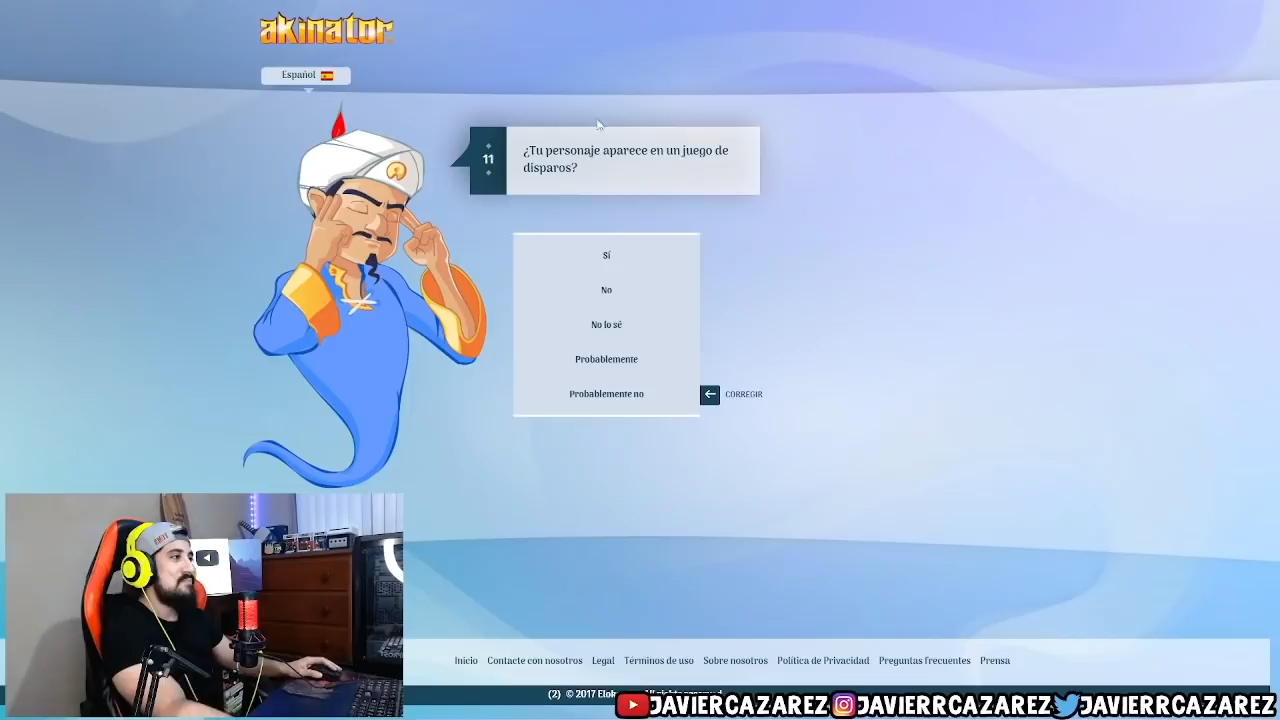 akinator
Español
11
¿Tu personaje aparece en un juego de
disparos?
Sí
No
No lo sé
Probablemente
Probablemente no
CORREGIR
Inicio Contacte con nosotros Legal Términos de uso Sobre nosotros Política de Privacidad Preguntas frecuentes Prensa
(2) © 2017 Elok
JAVIERCAZAREZ JAVIERRCAZAREZ JAVIERRCAZAREZ